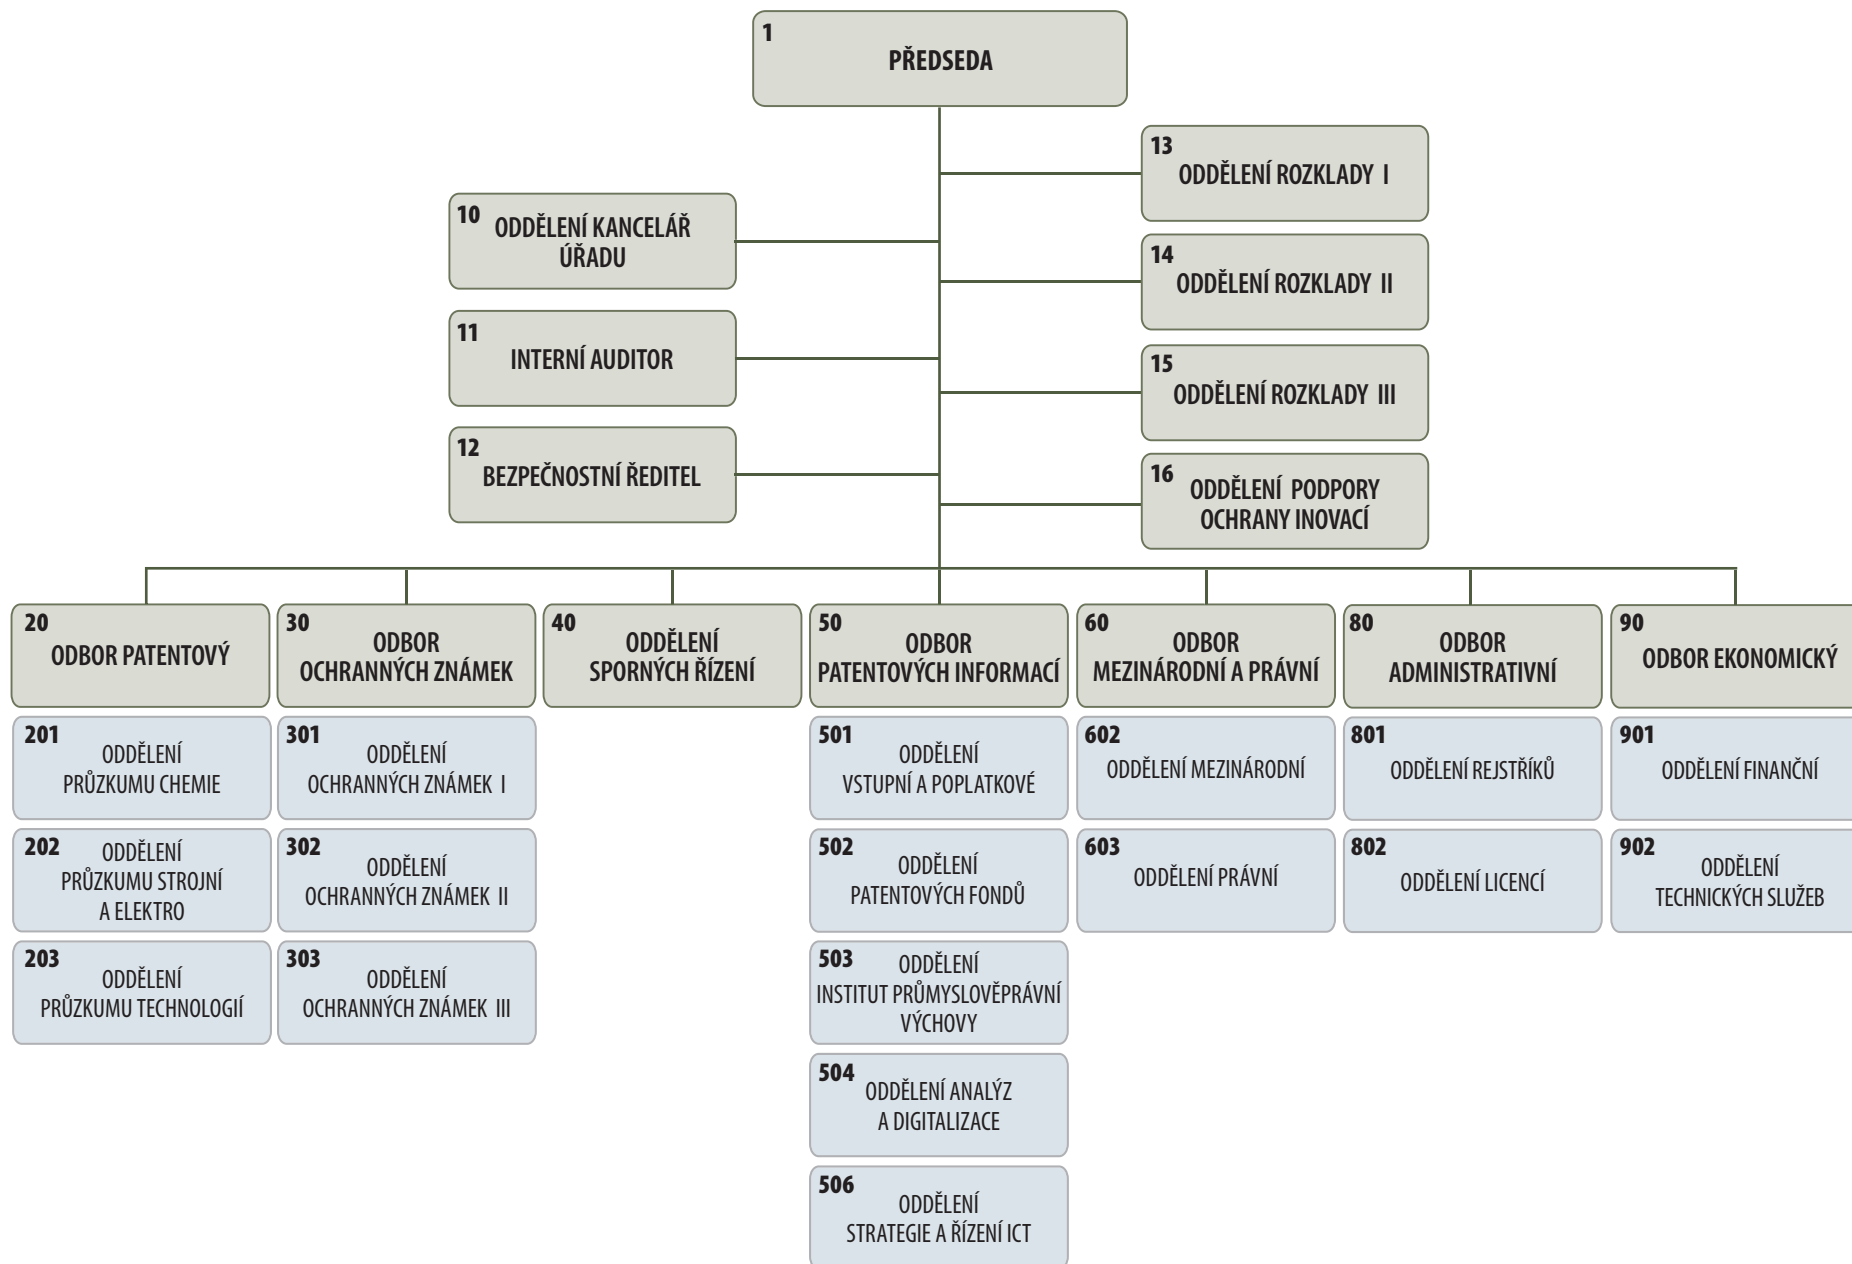 1
PŘEDSEDA
13
ODDĚLENÍ ROZKLADY I
10
ODDĚLENÍ KANCELÁŘ
ÚŘADU
14
ODDĚLENÍ ROZKLADY II
11
INTERNÍ AUDITOR
15
ODDĚLENÍ ROZKLADY III
12
BEZPEČNOSTNÍ ŘEDITEL
16
ODDĚLENÍ PODPORY
OCHRANY INOVACÍ
20
ODBOR PATENTOVÝ
30
ODBOR
OCHRANNÝCH ZNÁMEK
40
ODDĚLENÍ
SPORNÝCH ŘÍZENÍ
50
ODBOR
PATENTOVÝCH INFORMACÍ
60
ODBOR
MEZINÁRODNÍ A PRÁVNÍ
80
ODBOR
ADMINISTRATIVNÍ
90
ODBOR EKONOMICKÝ
201
ODDĚLENÍ
PRŮZKUMU CHEMIE
301
ODDĚLENÍ
OCHRANNÝCH ZNÁMEK I
501
ODDĚLENÍ
VSTUPNÍ A POPLATKOVÉ
602
ODDĚLENÍ MEZINÁRODNÍ
801
ODDĚLENÍ REJSTŘÍKŮ
901
ODDĚLENÍ FINANČNÍ
202
ODDĚLENÍ
PRŮZKUMU STROJNÍ
A ELEKTRO
302
ODDĚLENÍ
OCHRANNÝCH ZNÁMEK II
502
ODDĚLENÍ
PATENTOVÝCH FONDŮ
603
ODDĚLENÍ PRÁVNÍ
802
ODDĚLENÍ LICENCÍ
902
ODDĚLENÍ
TECHNICKÝCH SLUŽEB
203
ODDĚLENÍ
PRŮZKUMU TECHNOLOGIÍ
303
ODDĚLENÍ
OCHRANNÝCH ZNÁMEK III
503
ODDĚLENÍ
INSTITUT PRŮMYSLOVĚPRÁVNÍ
VÝCHOVY
504
ODDĚLENÍ ANALÝZ
A DIGITALIZACE
506
ODDĚLENÍ
STRATEGIE A ŘÍZENÍ ICT